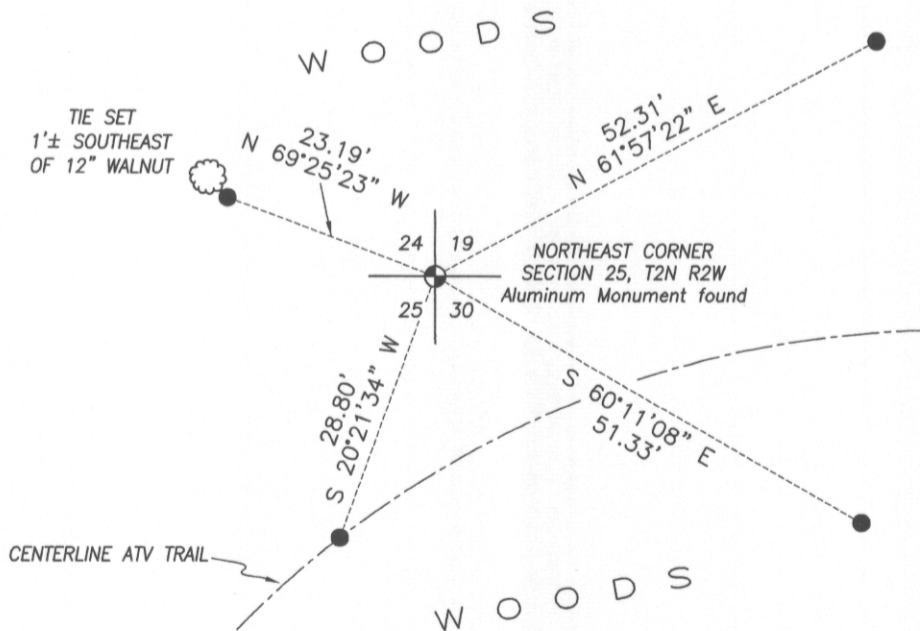 W O O D S
TIE SET
1'± SOUTHEAST
OF 12" WALNUT
23.19'
N 69°25'23" W
52.31'
N 61°57'22" E
24 19
25 30
NORTHEAST CORNER
SECTION 25, T2N R2W
Aluminum Monument found
28.80'
S 20°21'34" W
S 60°11'08" E
51.33'
CENTERLINE ATV TRAIL
W O O D S